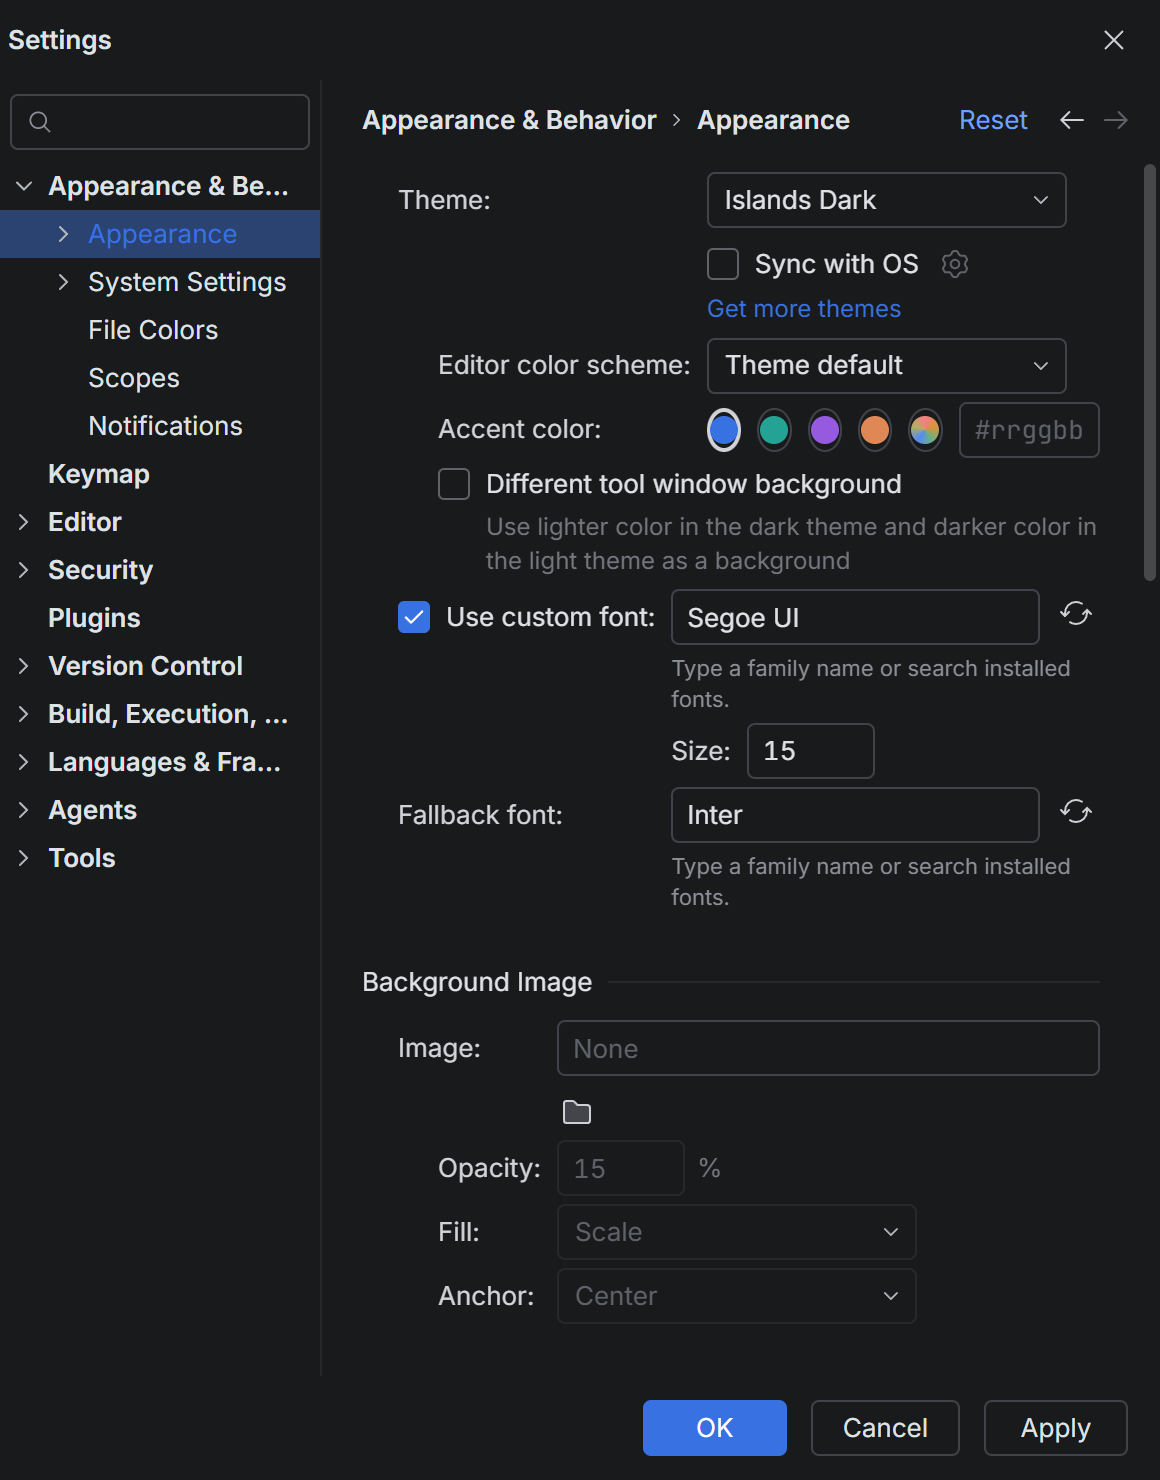 Settings
Appearance & Behavior › Appearance
Reset
Appearance & Be...
Appearance
System Settings
File Colors
Scopes
Notifications
Keymap
Editor
Security
Plugins
Version Control
Build, Execution, ...
Languages & Fra...
Agents
Tools
Theme: Islands Dark
Sync with OS
Get more themes
Editor color scheme: Theme default
Accent color: #rrggbb
Different tool window background
Use lighter color in the dark theme and darker color in
the light theme as a background
Use custom font: Segoe UI
Type a family name or search installed
fonts.
Size: 15
Fallback font: Inter
Type a family name or search installed
fonts.
Background Image
Image: None
Opacity: 15 %
Fill: Scale
Anchor: Center
OK Cancel Apply